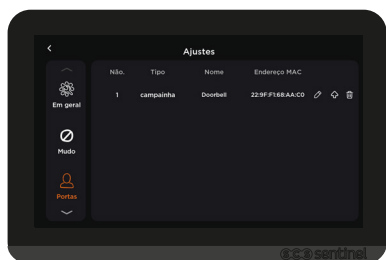 Ajustes
Não. Tipo Nome Endereço MAC
1 campainha Doorbell 22:9F:F1:68:AA:C0
Em geral
Mudo
Portas
sentinel